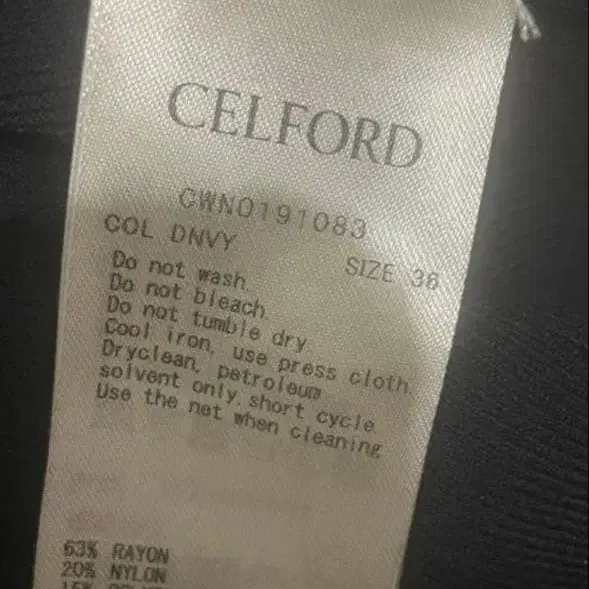 CELFORD
CWNO191083
COL DNVY
SIZE 36
Do not wash.
Do not bleach.
Do not tumble dry.
Cool iron, use press cloth.
Dryclean, petroleum
solvent only, short cycle.
Use the net when cleaning
63% RAYON
20% NYLON